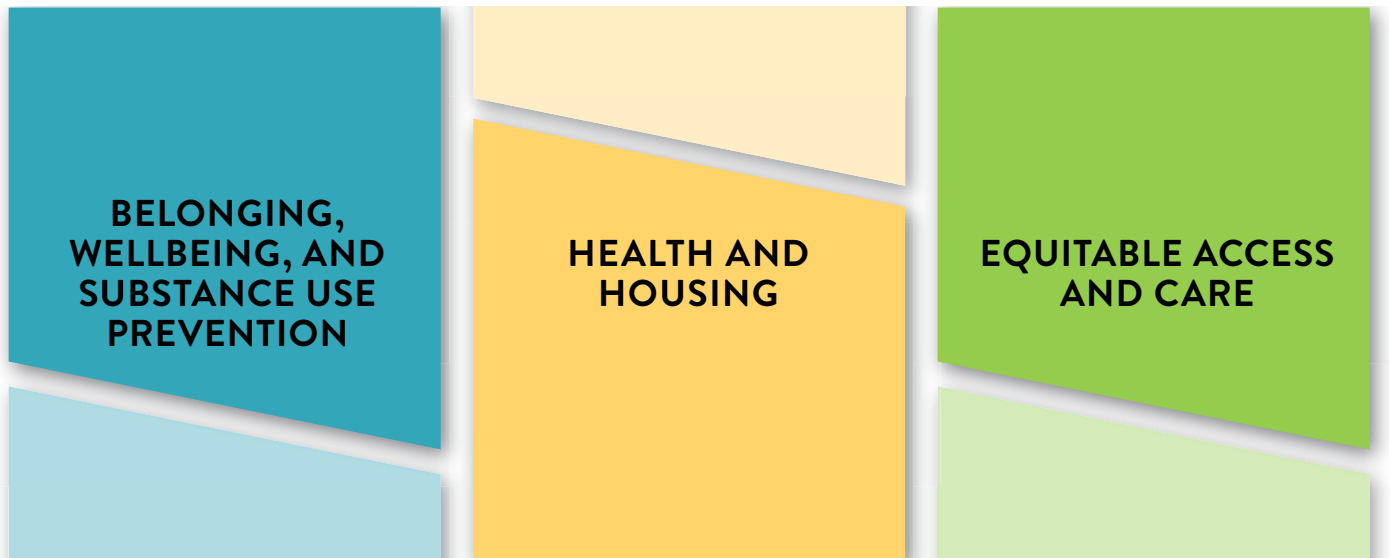 BELONGING,
WELLBEING, AND
SUBSTANCE USE
PREVENTION
HEALTH AND
HOUSING
EQUITABLE ACCESS
AND CARE